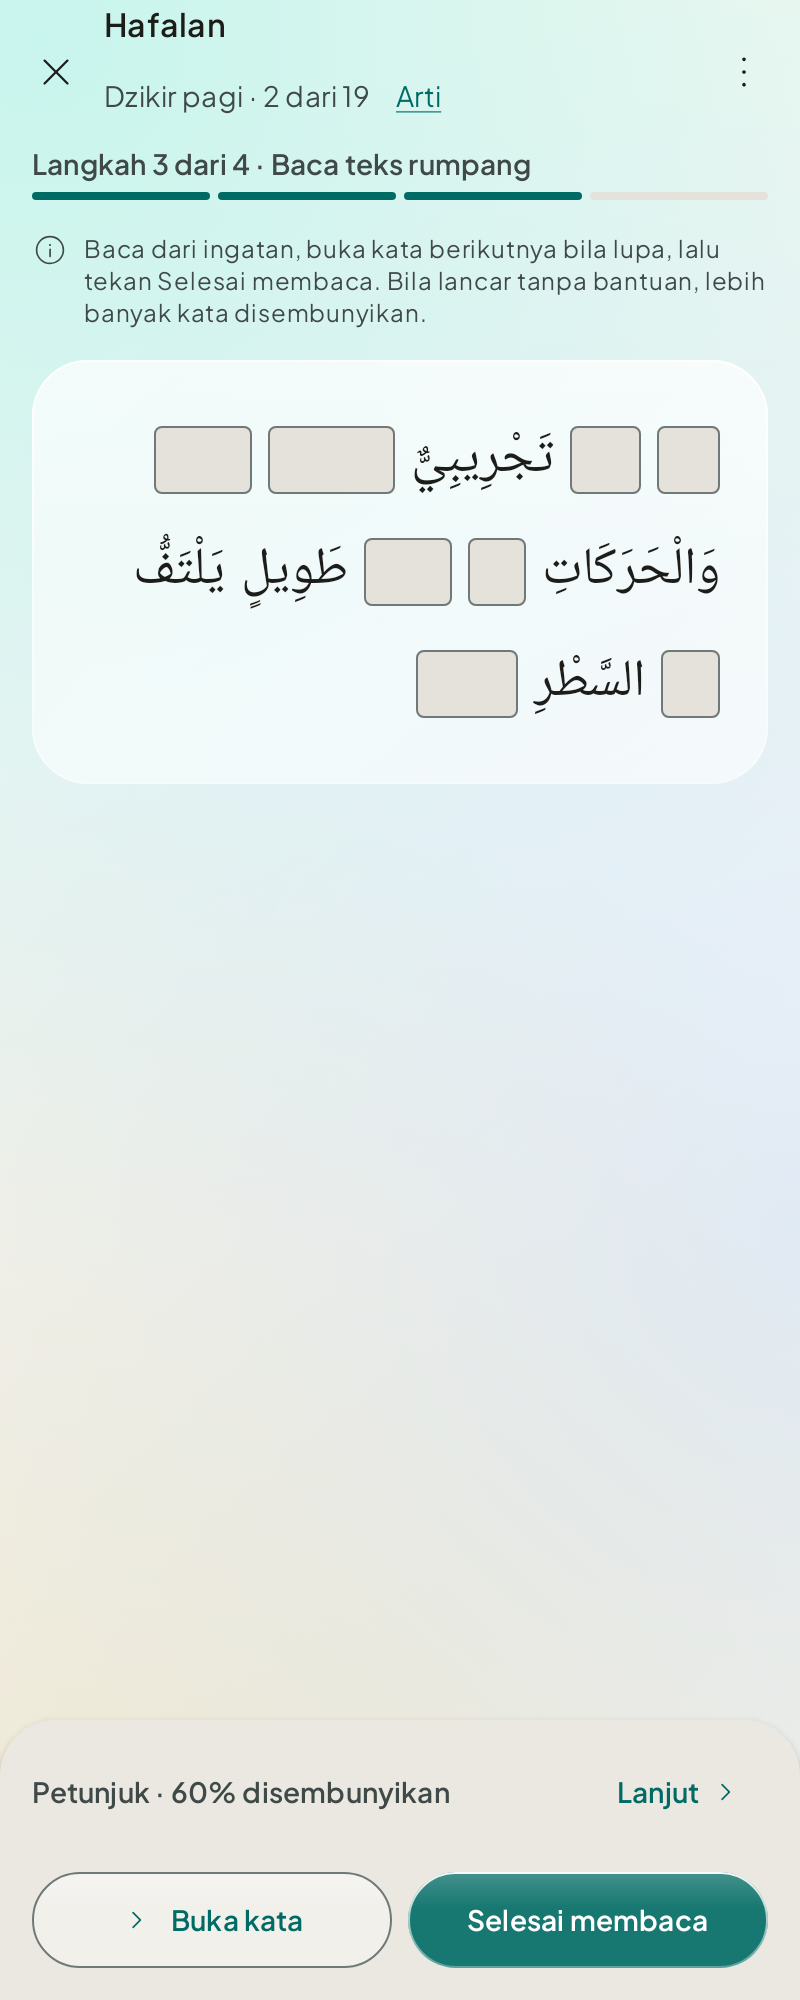 Hafalan
Dzikir pagi · 2 dari 19 Arti
Langkah 3 dari 4 · Baca teks rumpang
Baca dari ingatan, buka kata berikutnya bila lupa, lalu
tekan Selesai membaca. Bila lancar tanpa bantuan, lebih
banyak kata disembunyikan.
تَجْرِيبِيٌّ
وَالْحَرَكَاتِ طَوِيلٍ يَلْتَفُّ
السَّطْرِ
Petunjuk · 60% disembunyikan Lanjut
Buka kata Selesai membaca